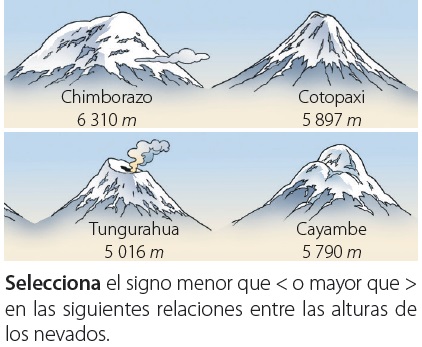 Chimborazo
6 310 m
Cotopaxi
5 897 m
Tungurahua
5 016 m
Cayambe
5 790 m
Selecciona el signo menor que < o mayor que >
en las siguientes relaciones entre las alturas de
los nevados.